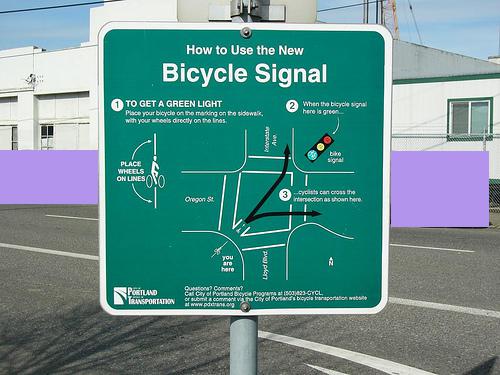 How to Use the New
Bicycle Signal
1 TO GET A GREEN LIGHT
Place your bicycle on the marking on the sidewalk,
with your wheels directly on the lines.
2 When the bicycle signal
here is green...
Interstate
Ave.
bike
signal
PLACE
WHEELS
ON LINES
Oregon St.
3 ...cyclists can cross the
intersection as shown here.
you are
here
Lloyd Blvd.
N
PORTLAND
TRANSPORTATION
Questions? Comments?
Call City of Portland Bicycle Programs at (503)823-CYCL,
or submit a comment via the City of Portland's bicycle transportation website
at www.pdxtrans.org